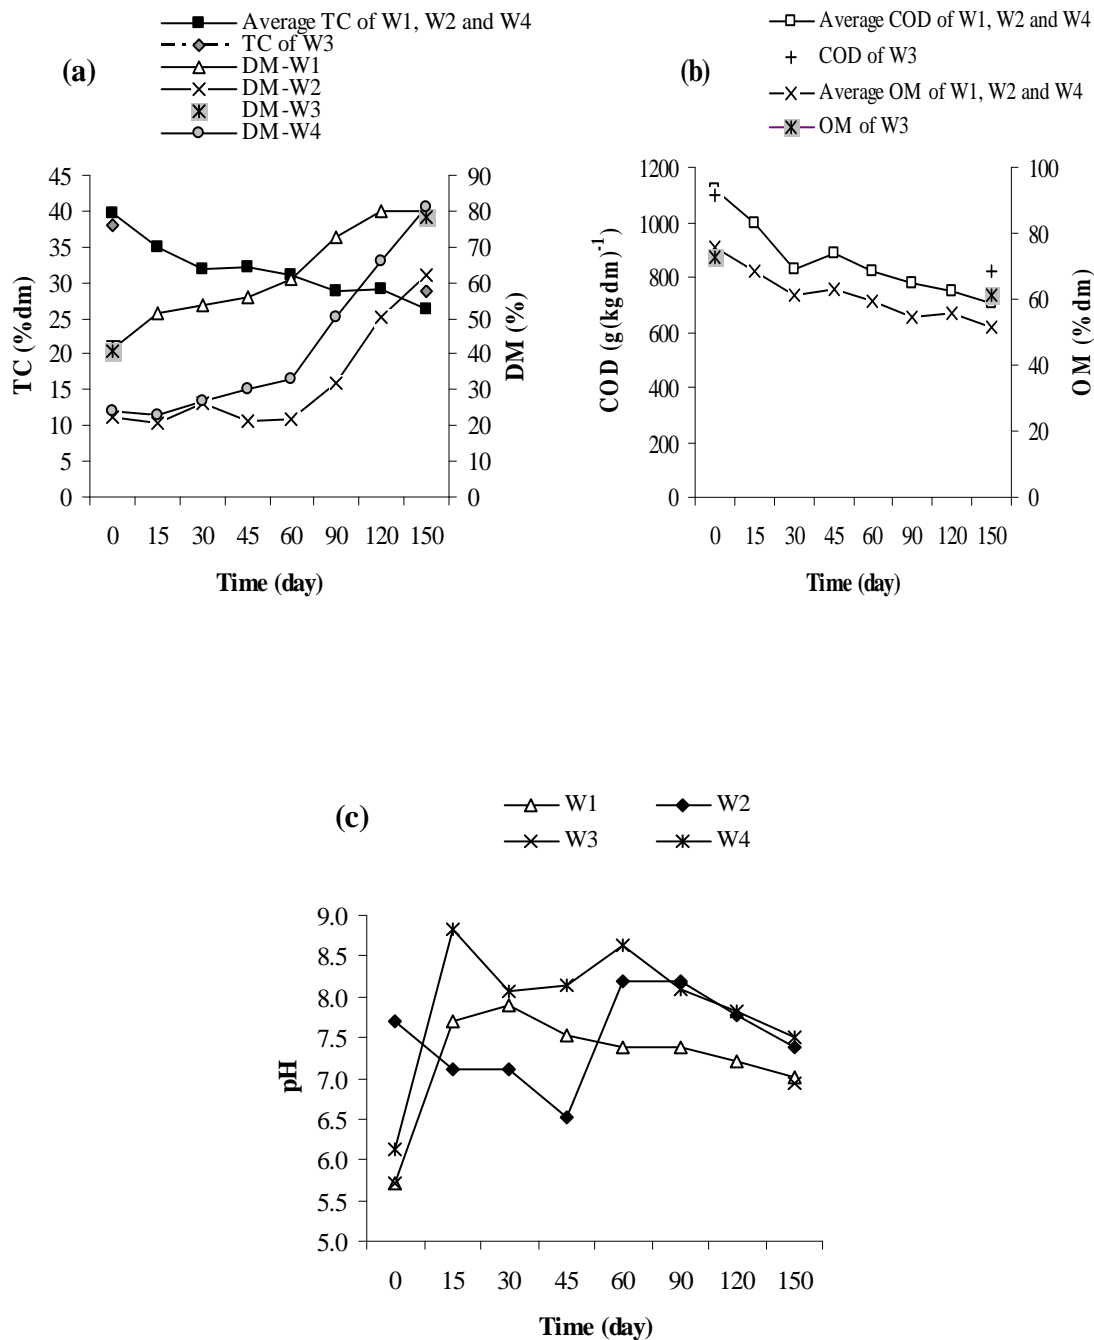 Average TC of W1, W2 and W4
TC of W3
DM-W1
DM-W2
DM-W3
DM-W4
(a)
45 90
40 80
35 70
30 60
25 50
20 40
15 30
10 20
5 10
0 0
TC (%dm)
DM (%)
0 15 30 45 60 90 120 150
Time (day)
Average COD of W1, W2 and W4
COD of W3
Average OM of W1, W2 and W4
OM of W3
(b)
1200 100
1000 80
800 60
600
400 40
200 20
0 0
COD (g(kgdm)-1
OM (%dm)
0 15 30 45 60 90 120 150
Time (day)
W1 W2
W3 W4
(c)
9.0
8.5
8.0
7.5
7.0
6.5
6.0
5.5
5.0
pH
0 15 30 45 60 90 120 150
Time (day)